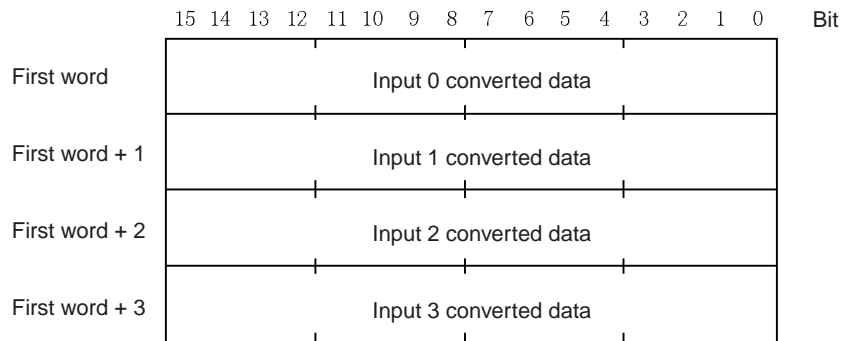 15 14 13 12 11 10 9 8 7 6 5 4 3 2 1 0 Bit
First word Input 0 converted data
First word + 1 Input 1 converted data
First word + 2 Input 2 converted data
First word + 3 Input 3 converted data